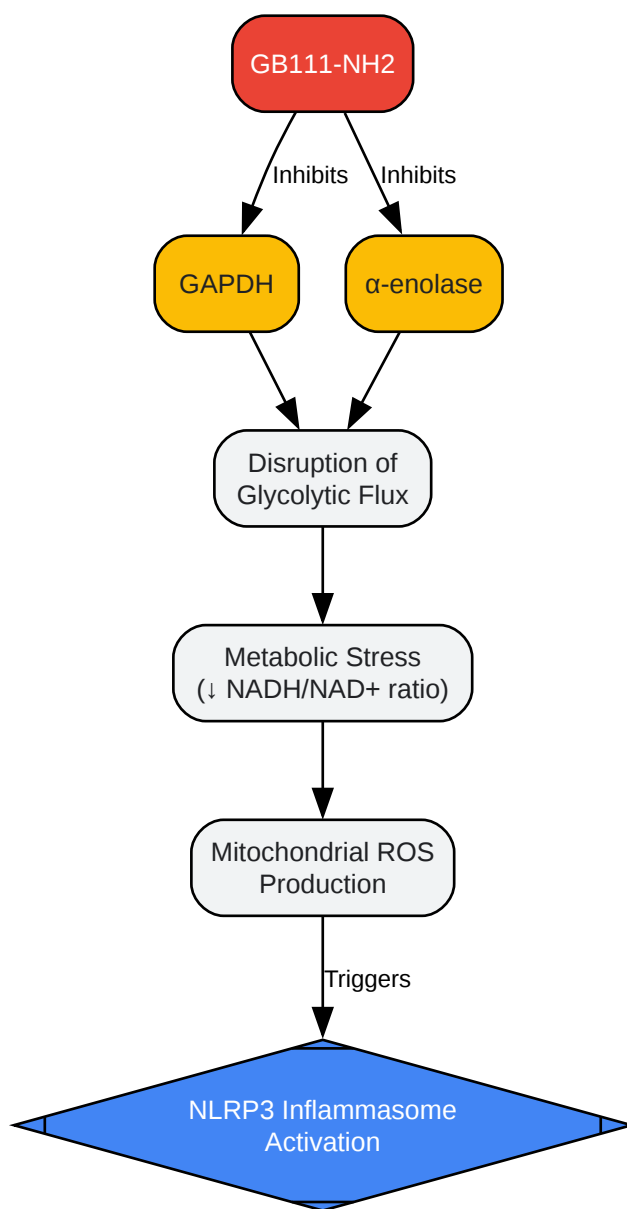 GB111-NH2
Inhibits
Inhibits
GAPDH
α-enolase
Disruption of
Glycolytic Flux
Metabolic Stress
(↓ NADH/NAD+ ratio)
Mitochondrial ROS
Production
Triggers
NLRP3 Inflammasome
Activation